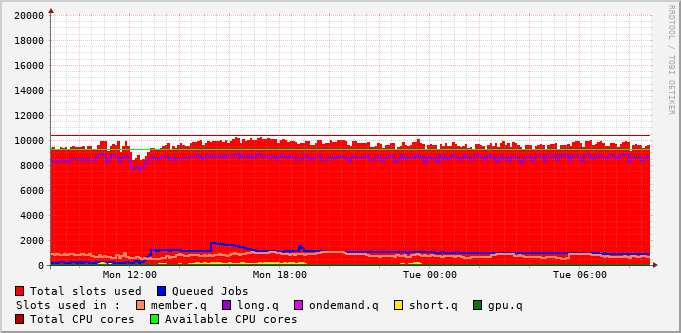 20000
18000
16000
14000
12000
10000
8000
6000
4000
2000
0
Mon 12:00 Mon 18:00 Tue 00:00 Tue 06:00
RRDTOOL / TOBI OETIKER
Total slots used Queued Jobs
Slots used in : member.q long.q ondemand.q short.q gpu.q
Total CPU cores Available CPU cores